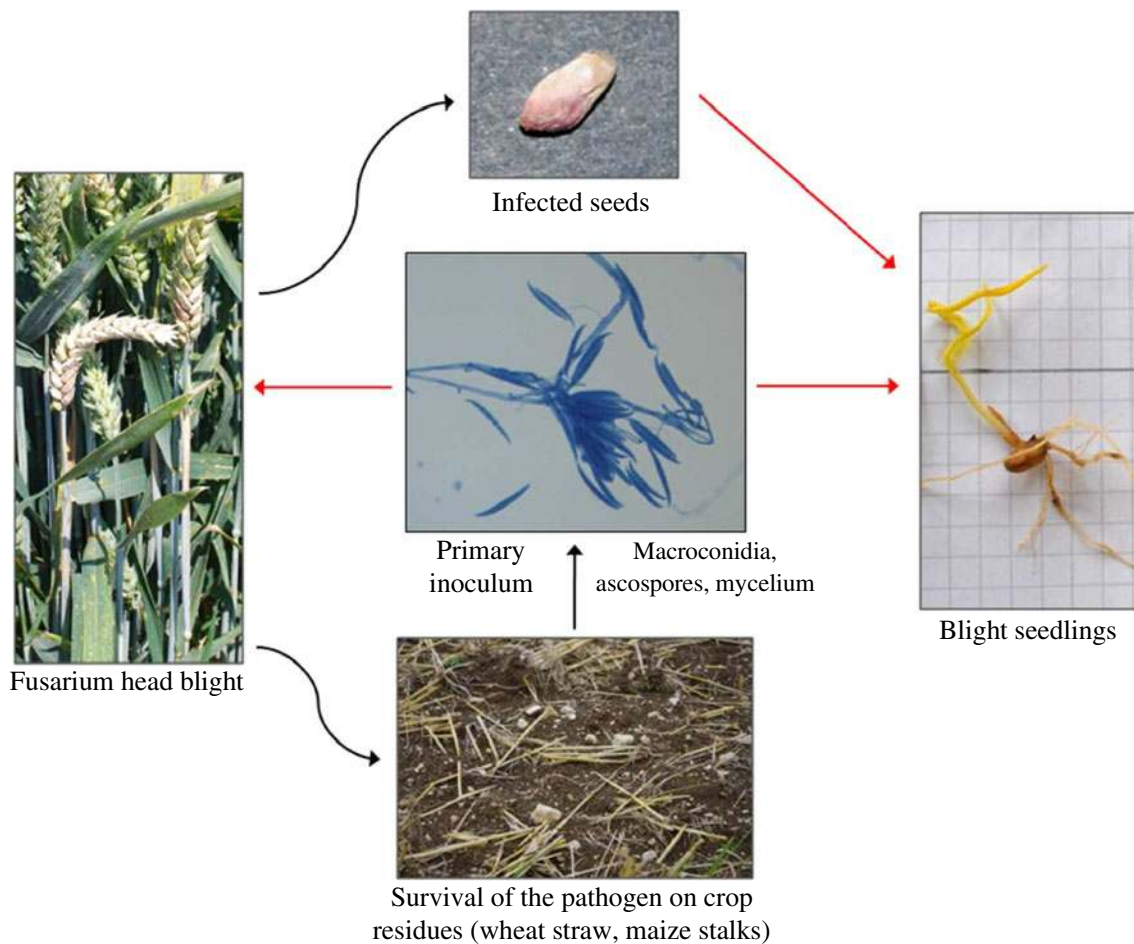 Infected seeds
Primary
inoculum
Macroconidia,
ascospores, mycelium
Blight seedlings
Fusarium head blight
Survival of the pathogen on crop
residues (wheat straw, maize stalks)